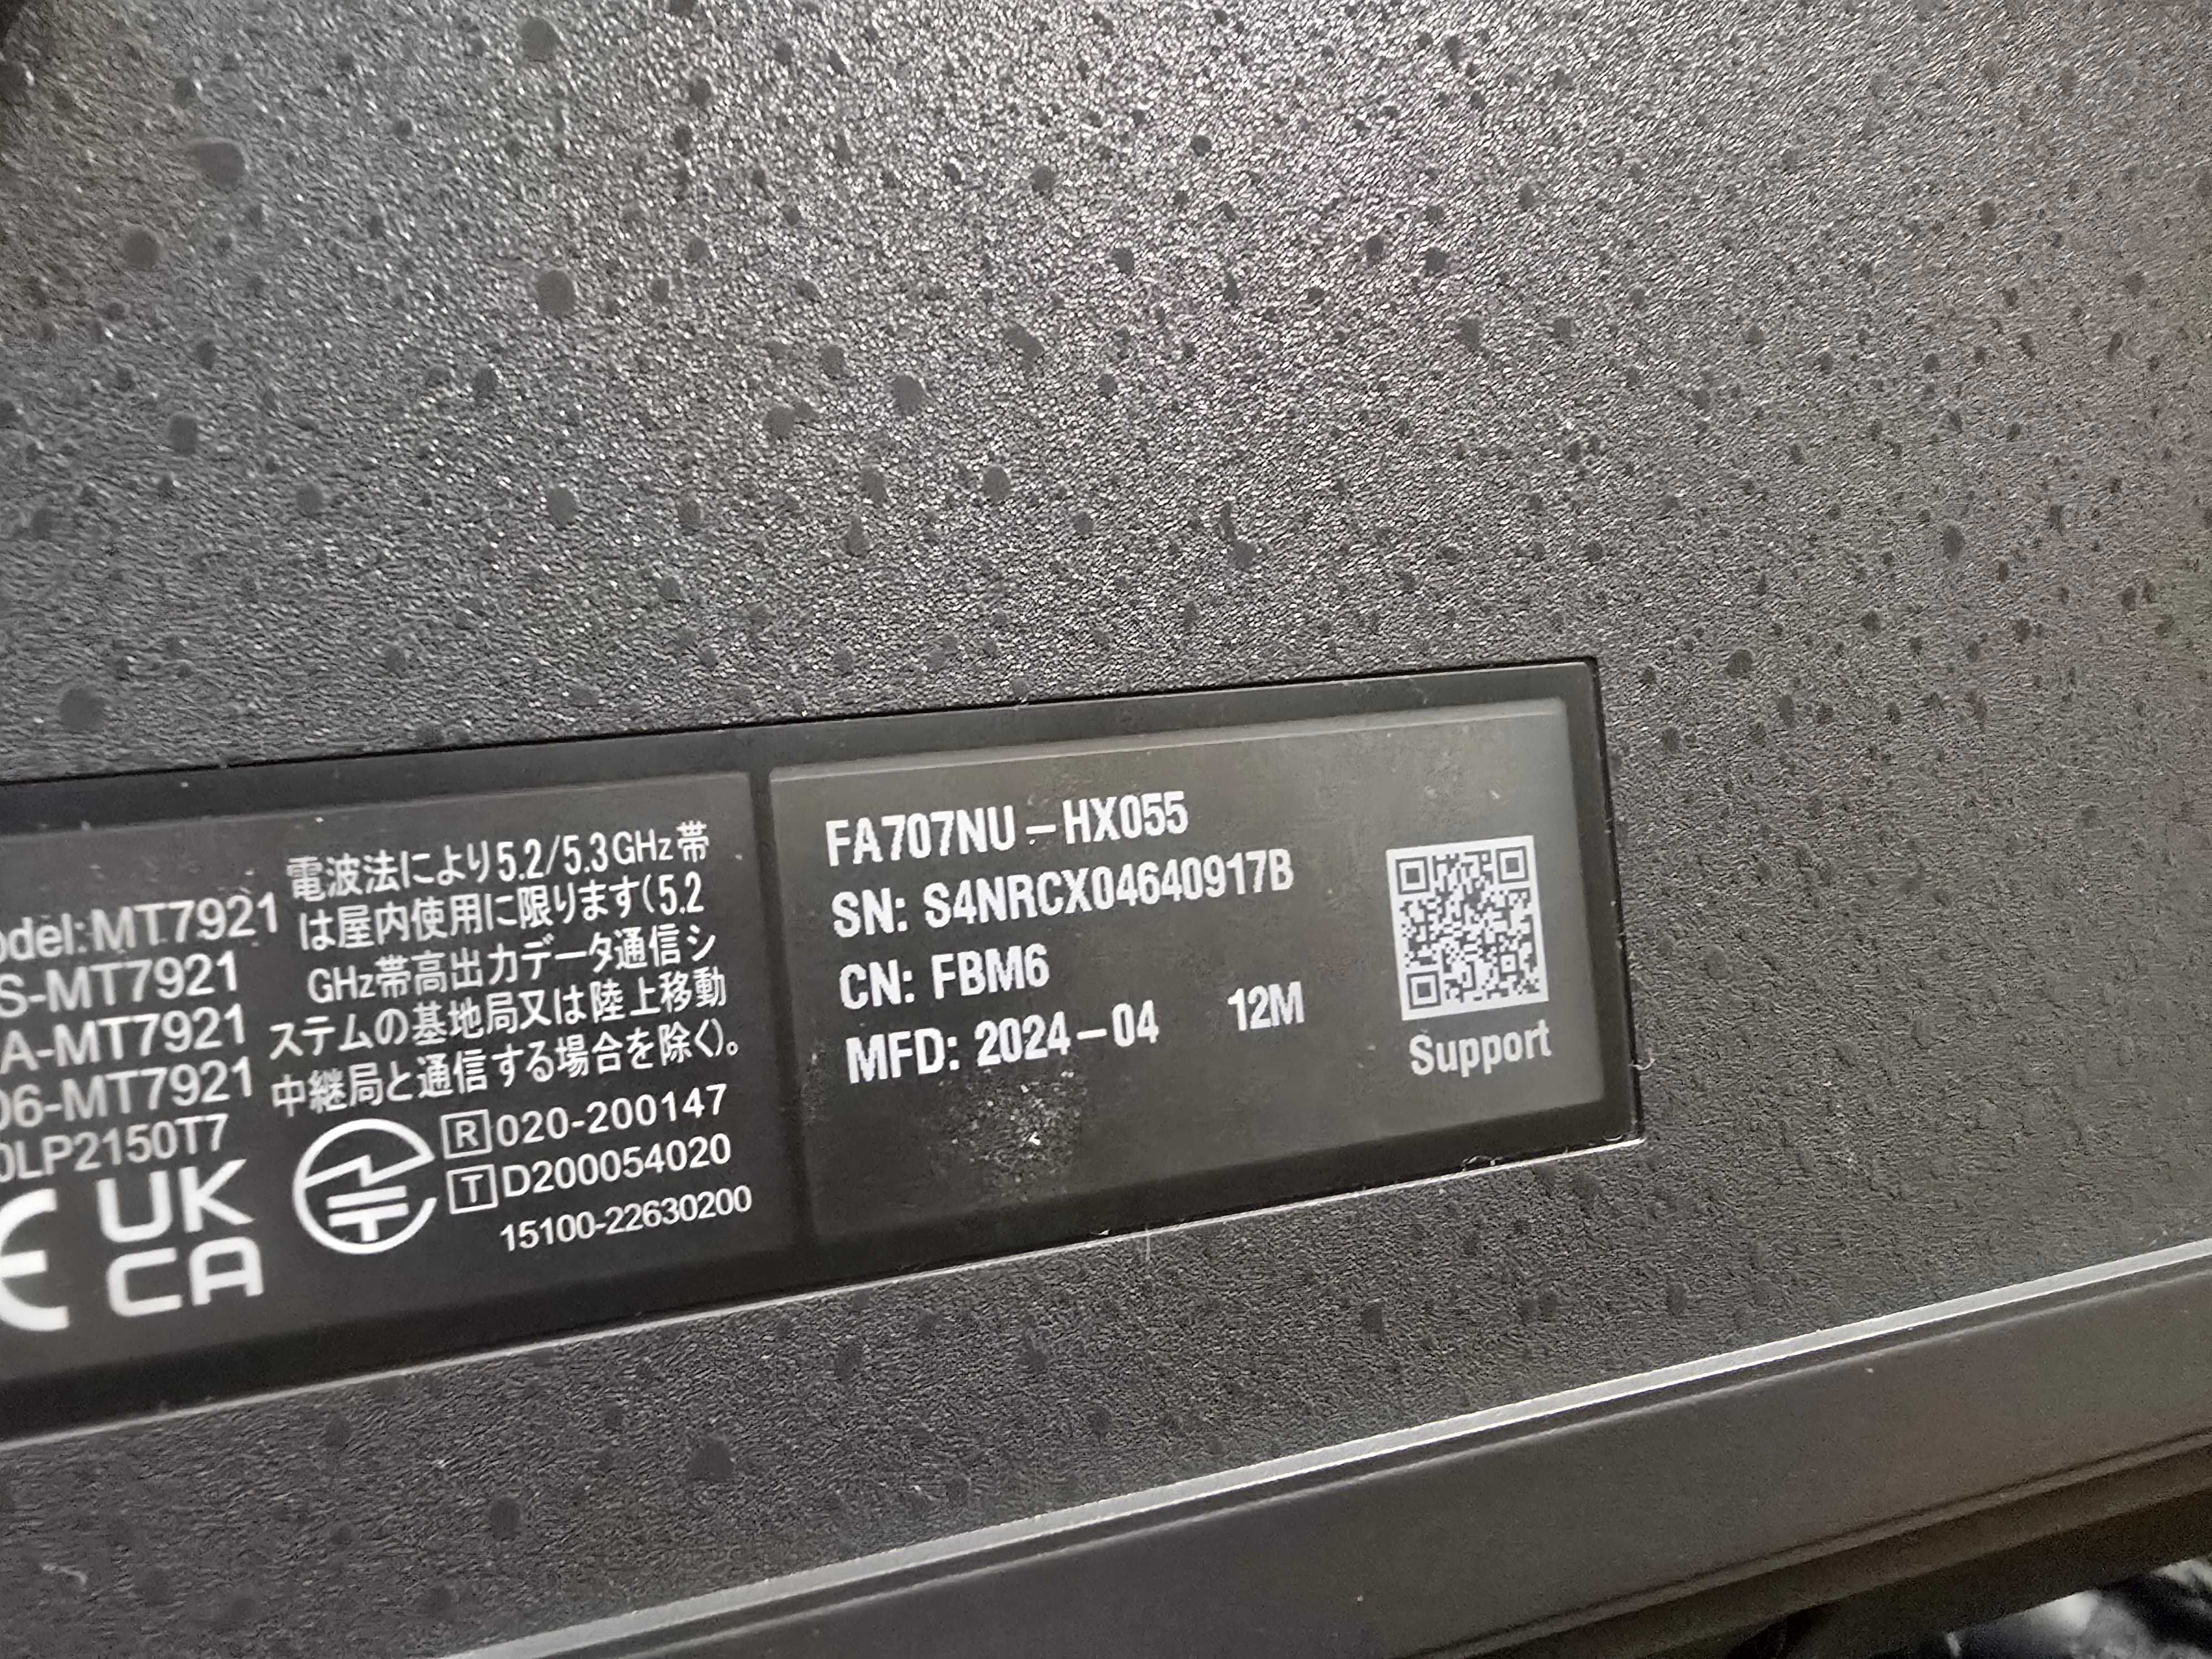 odel:MT7921
S-MT7921
A-MT7921
06-MT7921
0LP2150T7
UK
CA
電波法により5.2/5.3GHz帯
は屋内使用に限ります(5.2
GHz帯高出力データ通信シ
ステムの基地局又は陸上移動
中継局と通信する場合を除く)。
R 020-200147
T D200054020
15100-22630200
FA707NU-HX055
SN: S4NRCX04640917B
CN: FBM6
MFD: 2024-04 12M
Support